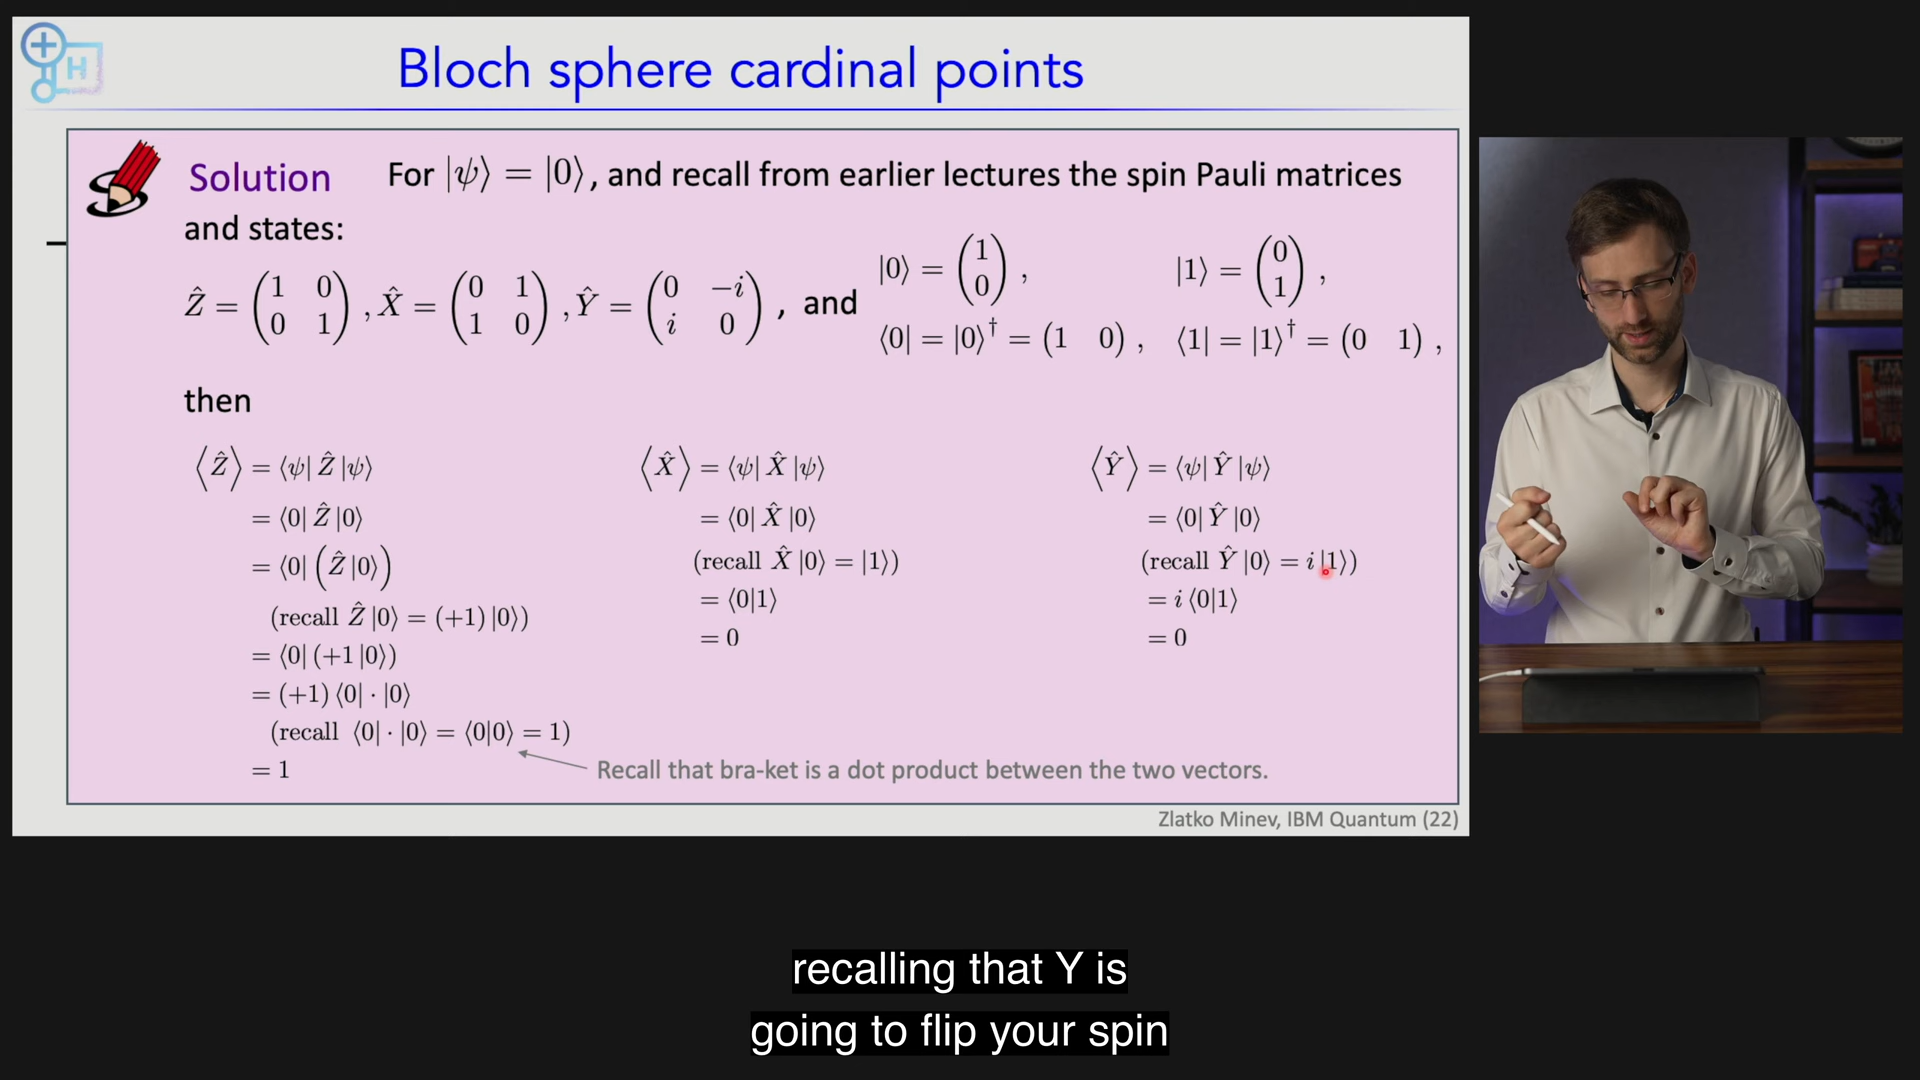 H
Bloch sphere cardinal points
Solution For |ψ⟩ = |0⟩, and recall from earlier lectures the spin Pauli matrices
and states:
Ẑ = (1 0 0 1), X̂ = (0 1 1 0), Ŷ = (0 −i i 0), and |0⟩ = (1 0), |1⟩ = (0 1),
⟨0| = |0⟩† = (1 0), ⟨1| = |1⟩† = (0 1),
then
⟨Ẑ⟩ = ⟨ψ| Ẑ |ψ⟩
= ⟨0| Ẑ |0⟩
= ⟨0| (Ẑ |0⟩)
(recall Ẑ |0⟩ = (+1) |0⟩)
= ⟨0| (+1 |0⟩)
= (+1) ⟨0| · |0⟩
(recall ⟨0| · |0⟩ = ⟨0|0⟩ = 1)
= 1
⟨X̂⟩ = ⟨ψ| X̂ |ψ⟩
= ⟨0| X̂ |0⟩
(recall X̂ |0⟩ = |1⟩)
= ⟨0|1⟩
= 0
⟨Ŷ⟩ = ⟨ψ| Ŷ |ψ⟩
= ⟨0| Ŷ |0⟩
(recall Ŷ |0⟩ = i |1⟩)
= i ⟨0|1⟩
= 0
Recall that bra-ket is a dot product between the two vectors.
Zlatko Minev, IBM Quantum (22)
recalling that Y is
going to flip your spin